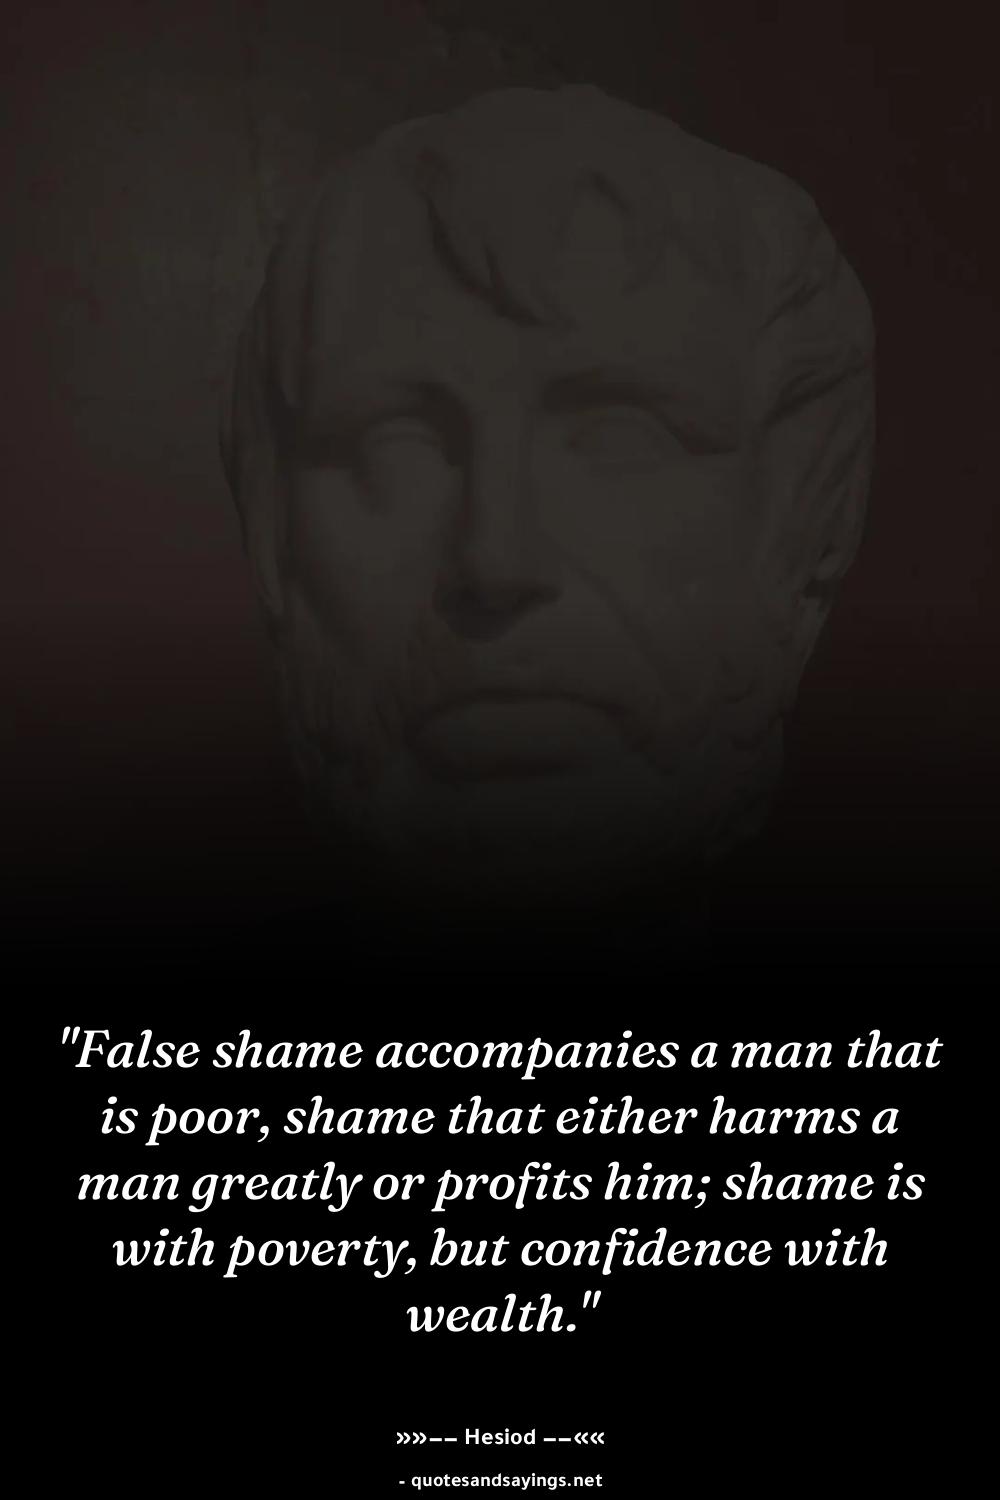 "False shame accompanies a man that
is poor, shame that either harms a
man greatly or profits him; shame is
with poverty, but confidence with
wealth."
»»–– Hesiod ––««
- quotesandsayings.net